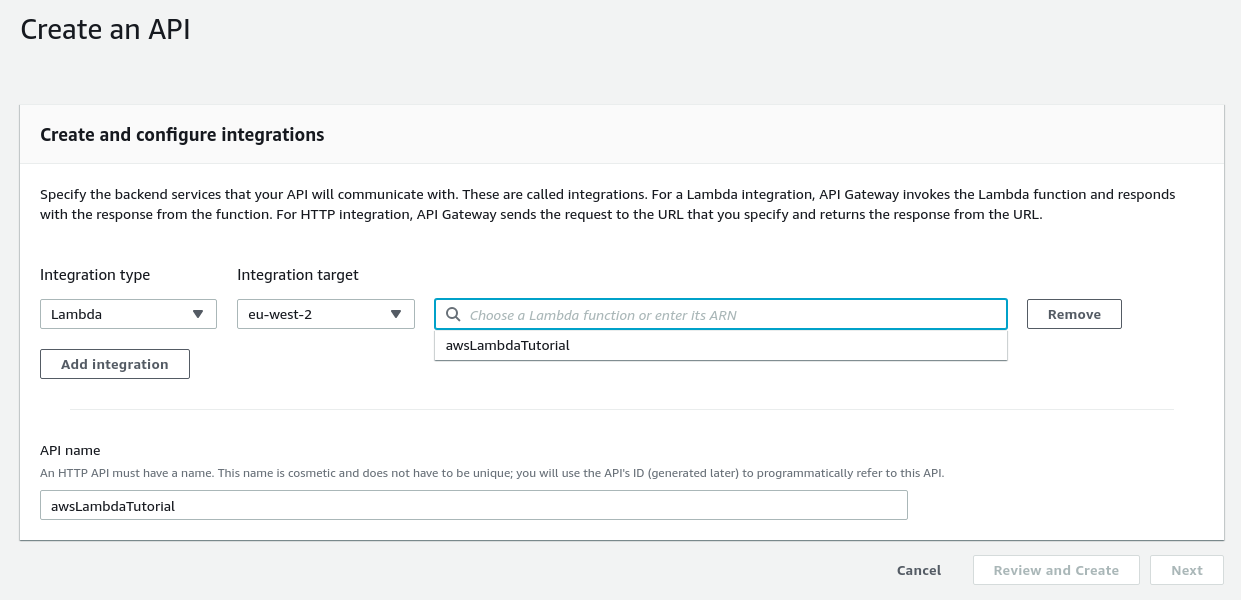 Create an API
Create and configure integrations
Specify the backend services that your API will communicate with. These are called integrations. For a Lambda integration, API Gateway invokes the Lambda function and responds
with the response from the function. For HTTP integration, API Gateway sends the request to the URL that you specify and returns the response from the URL.
Integration type Integration target
Lambda eu-west-2 Choose a Lambda function or enter its ARN Remove
awsLambdaTutorial
Add integration
API name
An HTTP API must have a name. This name is cosmetic and does not have to be unique; you will use the API's ID (generated later) to programmatically refer to this API.
awsLambdaTutorial
Cancel Review and Create Next